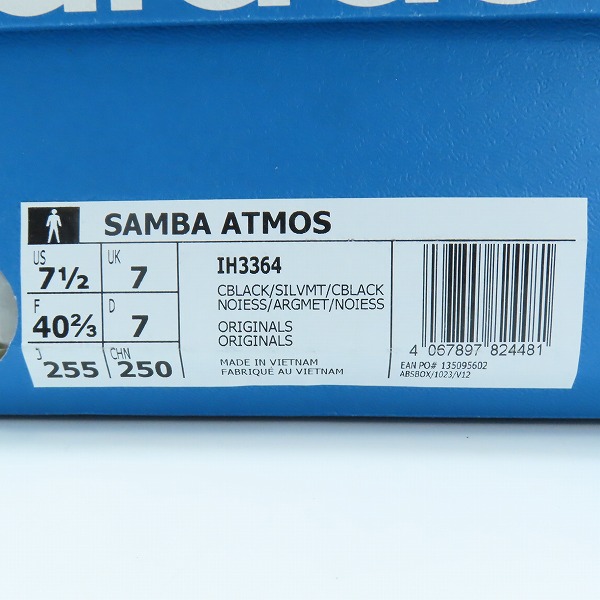 adidas
SAMBA ATMOS
US 7½ UK 7
F 40⅔ D 7
J 255 CHN 250
IH3364
CBLACK/SILVMT/CBLACK
NOIESS/ARGMET/NOIESS
ORIGINALS
ORIGINALS
MADE IN VIETNAM
FABRIQUÉ AU VIETNAM
4 067897 824481
EAN PO# 135095602
ABSBOX/1023/V12